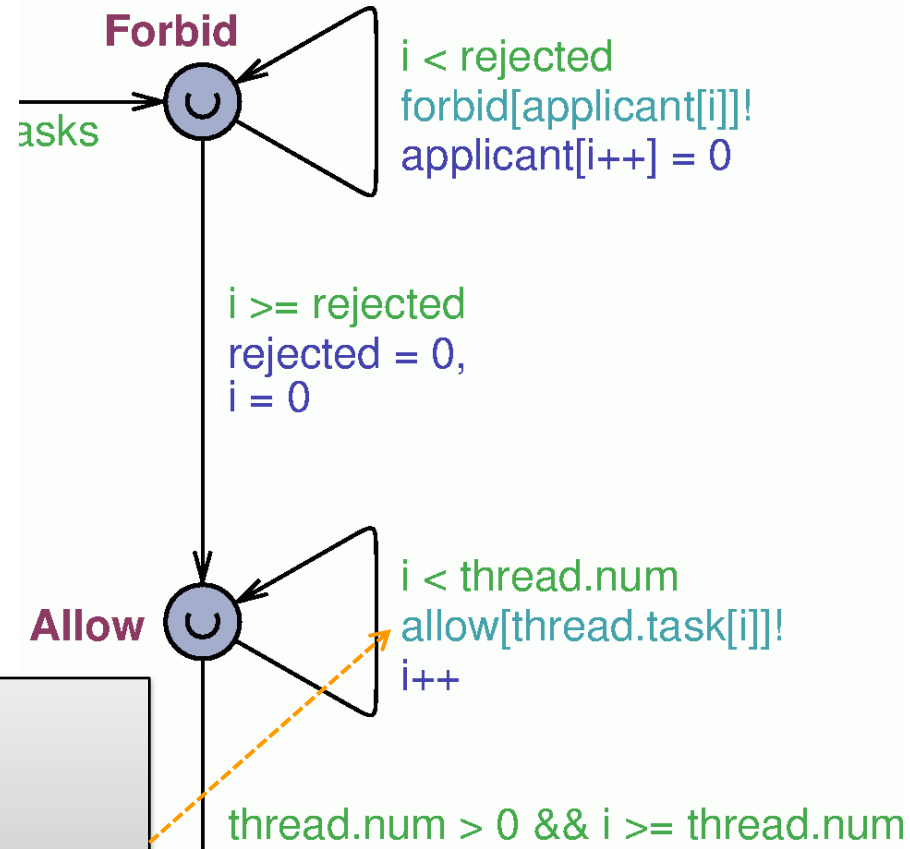 Forbid
i < rejected
forbid[applicant[i]]!
applicant[i++] = 0
asks
i >= rejected
rejected = 0,
i = 0
Allow
i < thread.num
allow[thread.task[i]]!
i++
thread.num > 0 && i >= thread.num